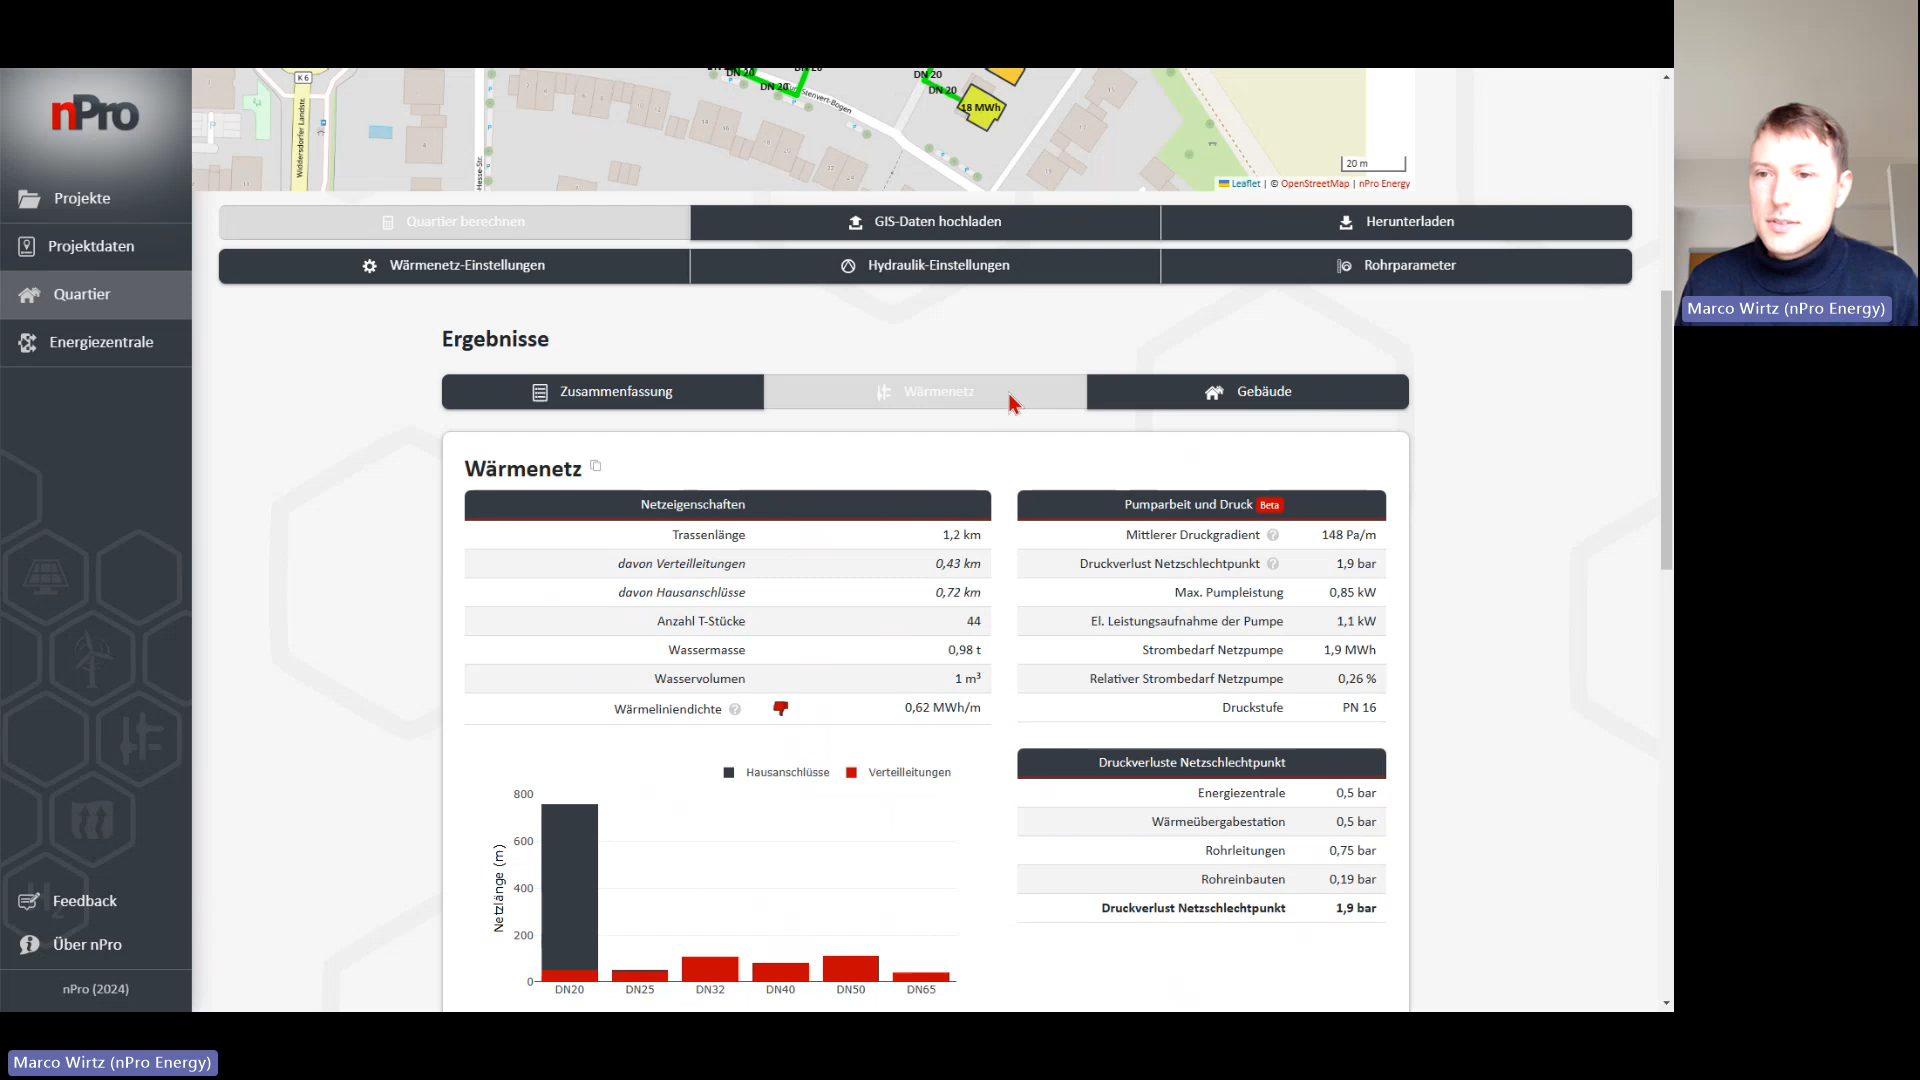 nPro
Projekte
Projektdaten
Quartier
Energiezentrale
Feedback
Über nPro
nPro (2024)
K 6
Widdersdorfer Landstr.
DN 20
DN 20
DN 20
DN 20
18 MWh
20 m
Leaflet | © OpenStreetMap | nPro Energy
Quartier berechnen
GIS-Daten hochladen
Herunterladen
Wärmenetz-Einstellungen
Hydraulik-Einstellungen
Rohrparameter
Ergebnisse
Zusammenfassung
Wärmenetz
Gebäude
Wärmenetz
Netzeigenschaften
Trassenlänge 1,2 km
davon Verteilleitungen 0,43 km
davon Hausanschlüsse 0,72 km
Anzahl T-Stücke 44
Wassermasse 0,98 t
Wasservolumen 1 m³
Wärmeliniendichte ? 0,62 MWh/m
Pumparbeit und Druck Beta
Mittlerer Druckgradient ? 148 Pa/m
Druckverlust Netzschlechtpunkt ? 1,9 bar
Max. Pumpleistung 0,85 kW
El. Leistungsaufnahme der Pumpe 1,1 kW
Strombedarf Netzpumpe 1,9 MWh
Relativer Strombedarf Netzpumpe 0,26 %
Druckstufe PN 16
Druckverluste Netzschlechtpunkt
Energiezentrale 0,5 bar
Wärmeübergabestation 0,5 bar
Rohrleitungen 0,75 bar
Rohreinbauten 0,19 bar
Druckverlust Netzschlechtpunkt 1,9 bar
Hausanschlüsse
Verteilleitungen
Netzlänge (m)
800
600
400
200
0
DN20 DN25 DN32 DN40 DN50 DN65
Marco Wirtz (nPro Energy)
Marco Wirtz (nPro Energy)